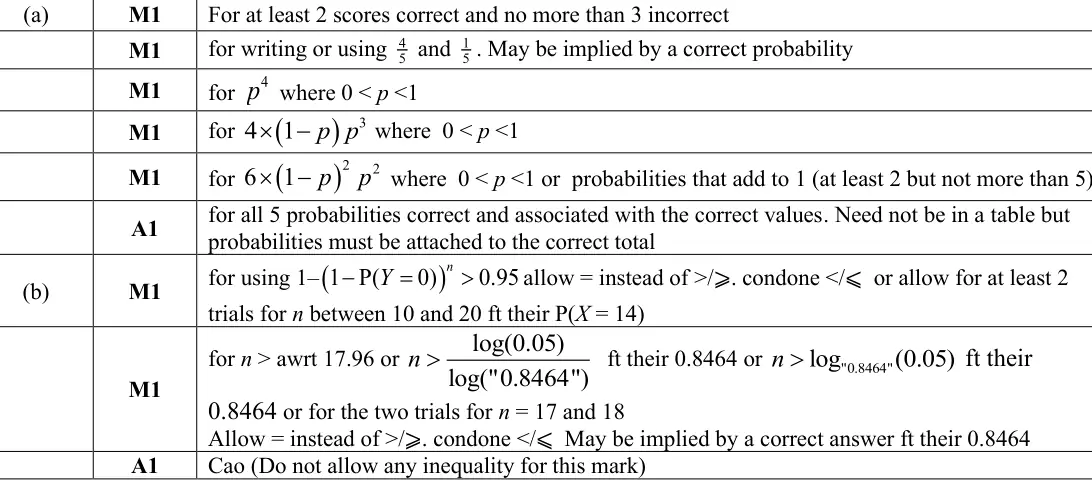 (a) M1 For at least 2 scores correct and no more than 3 incorrect
M1 for writing or using 4/5 and 1/5 . May be implied by a correct probability
M1 for p⁴ where 0 < p <1
M1 for 4×(1− p) p³ where 0 < p <1
M1 for 6×(1− p)² p² where 0 < p <1 or probabilities that add to 1 (at least 2 but not more than 5)
A1 for all 5 probabilities correct and associated with the correct values. Need not be in a table but
probabilities must be attached to the correct total
(b) M1 for using 1–(1−P(Y = 0))ⁿ > 0.95 allow = instead of >/⩾. condone </⩽ or allow for at least 2
trials for n between 10 and 20 ft their P(X = 14)
M1 for n > awrt 17.96 or n > log(0.05)/log("0.8464") ft their 0.8464 or n > log"0.8464"(0.05) ft their
0.8464 or for the two trials for n = 17 and 18
Allow = instead of >/⩾. condone </⩽ May be implied by a correct answer ft their 0.8464
A1 Cao (Do not allow any inequality for this mark)